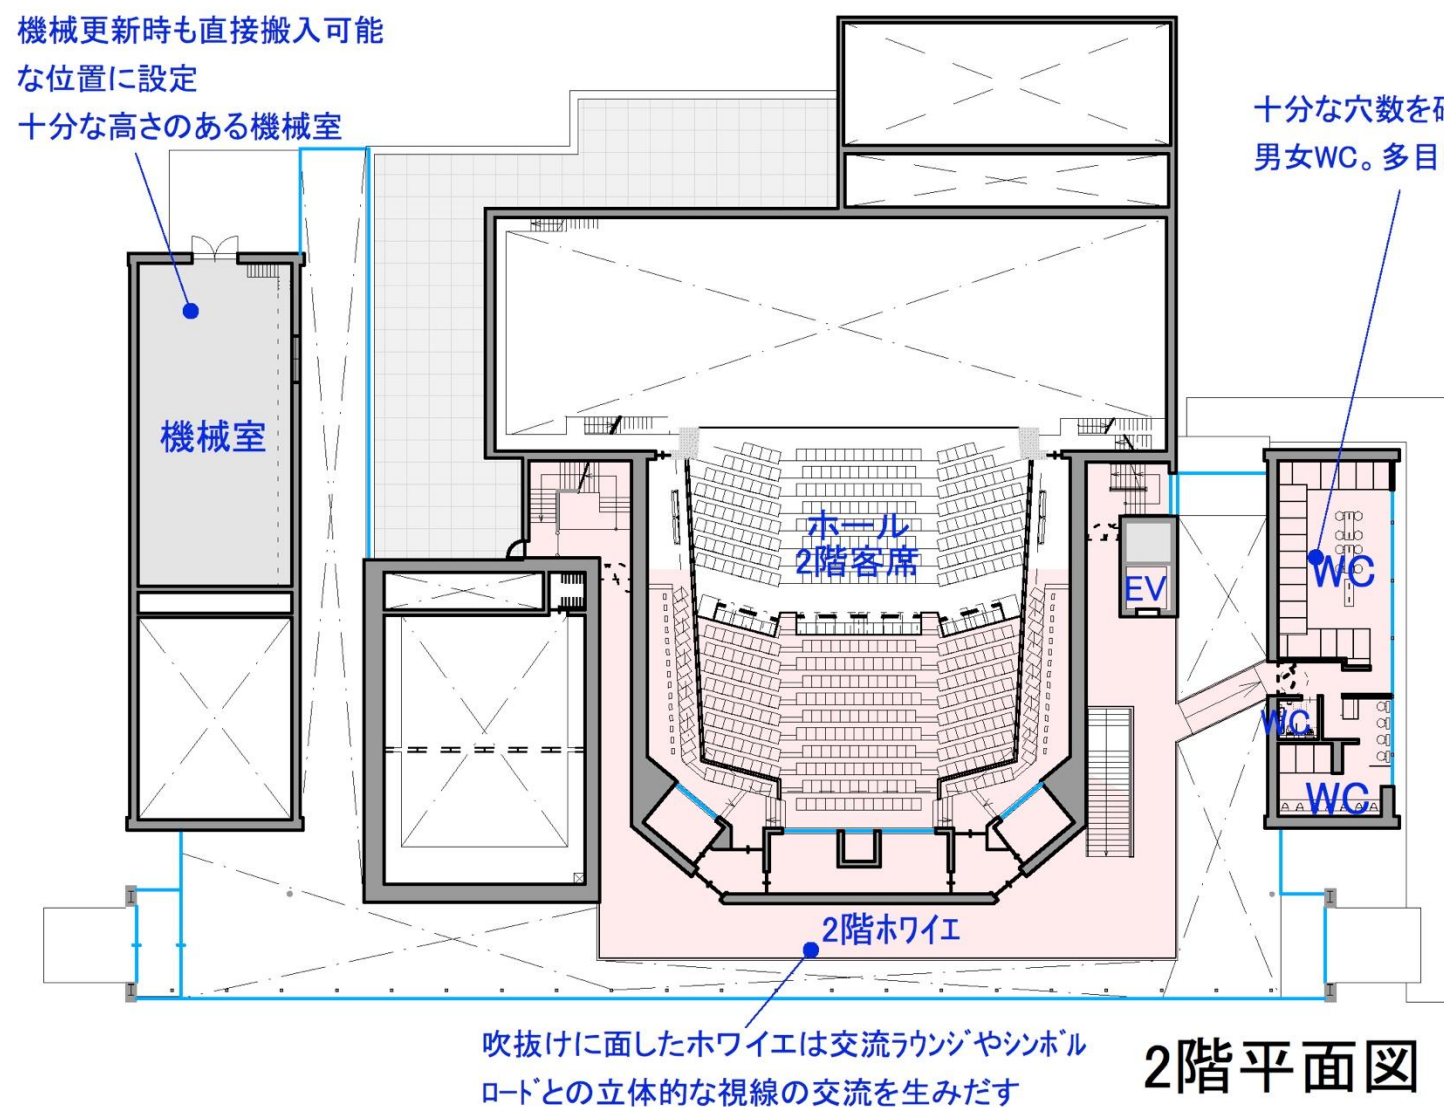 機械更新時も直接搬入可能
な位置に設定
十分な高さのある機械室
十分な穴数を
男女WC。多目
機械室
ホール
2階客席
EV
WC
WC
WC
2階ホワイエ
吹抜けに面したホワイエは交流ラウンジやシンボル
ロードとの立体的な視線の交流を生みだす
2階平面図